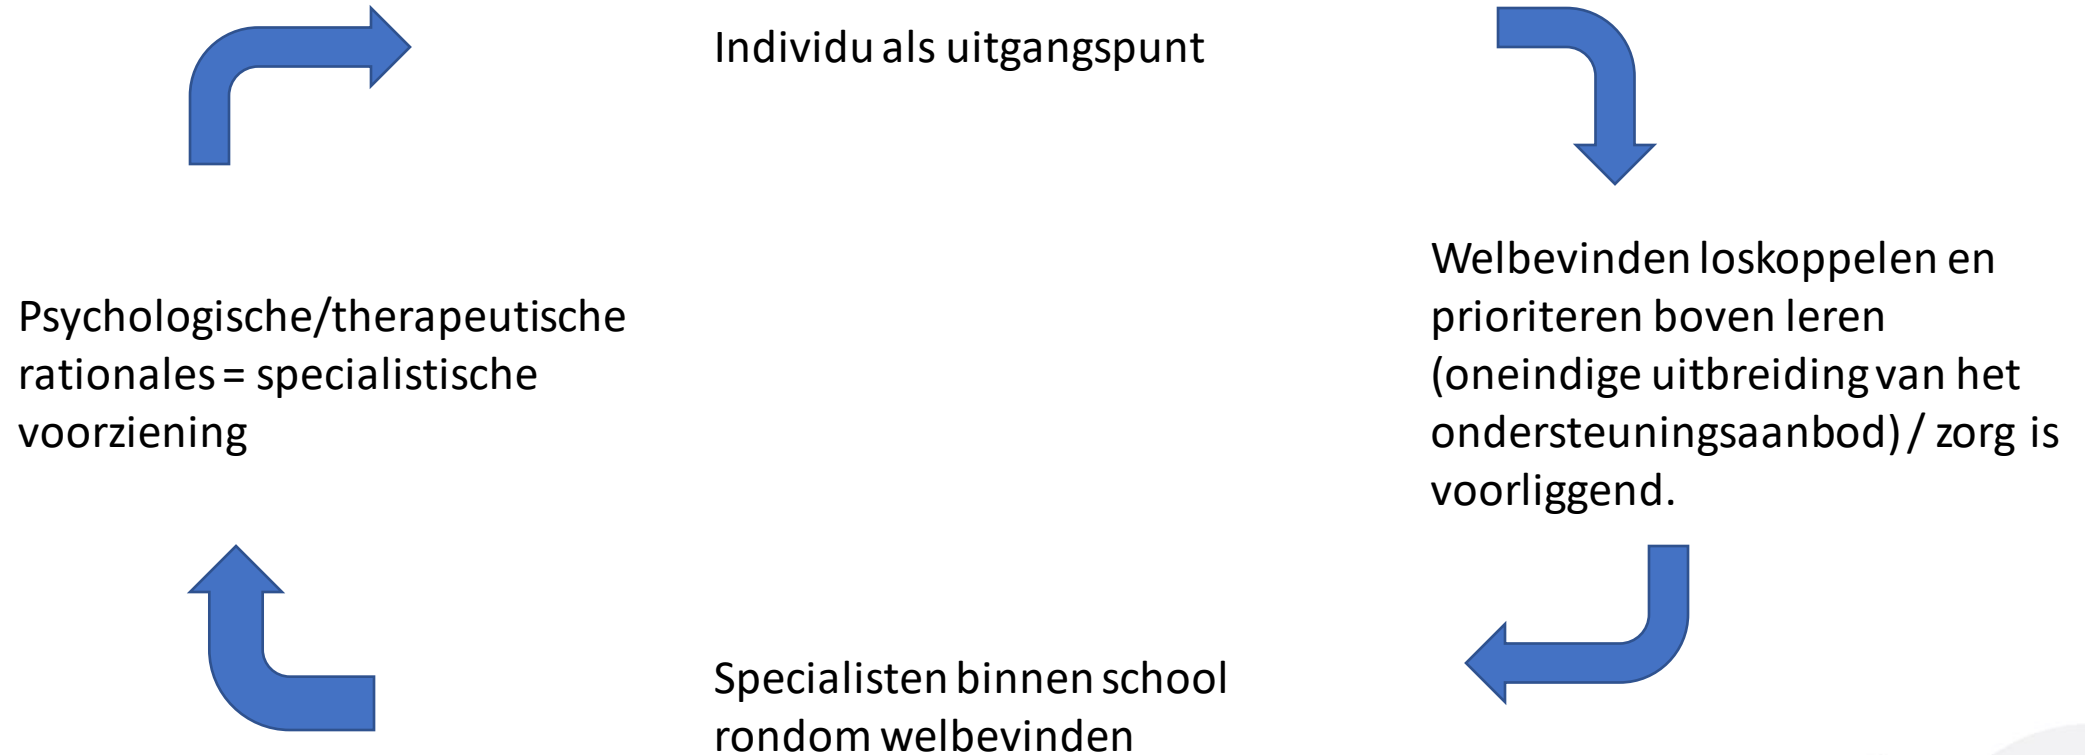 Individu als uitgangspunt
Welbevinden loskoppelen en
prioriteren boven leren
(oneindige uitbreiding van het
ondersteuningsaanbod) / zorg is
voorliggend.
Specialisten binnen school
rondom welbevinden
Psychologische/therapeutische
rationales = specialistische
voorziening